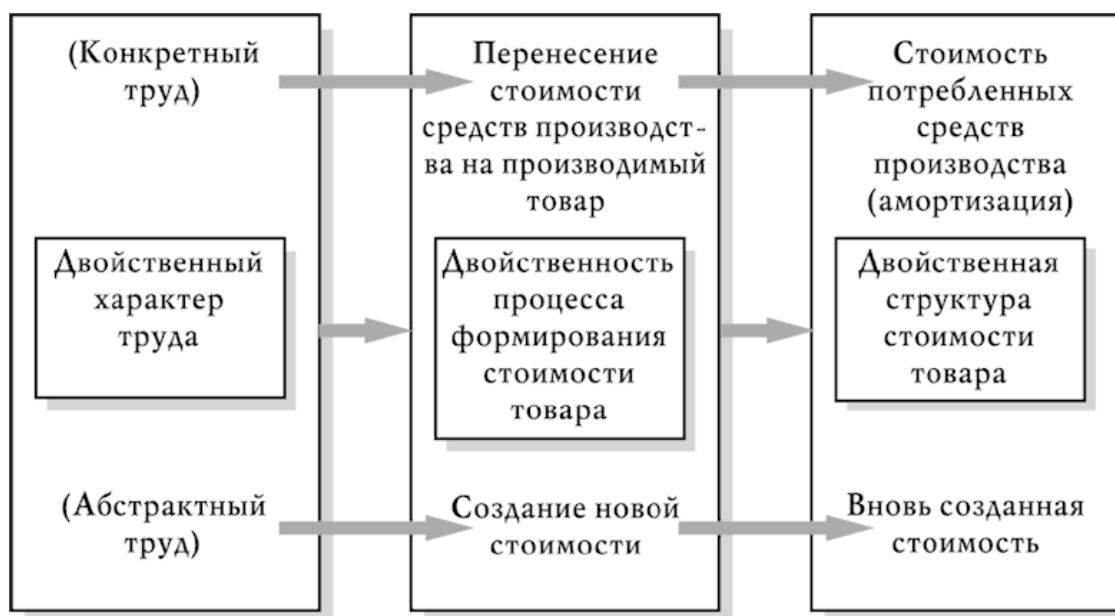 (Конкретный
труд)
Двойственный
характер
труда
(Абстрактный
труд)
Перенесение
стоимости
средств производст-
ва на производимый
товар
Двойственность
процесса
формирования
стоимости
товара
Создание новой
стоимости
Стоимость
потребленных
средств
производства
(амортизация)
Двойственная
структура
стоимости
товара
Вновь созданная
стоимость